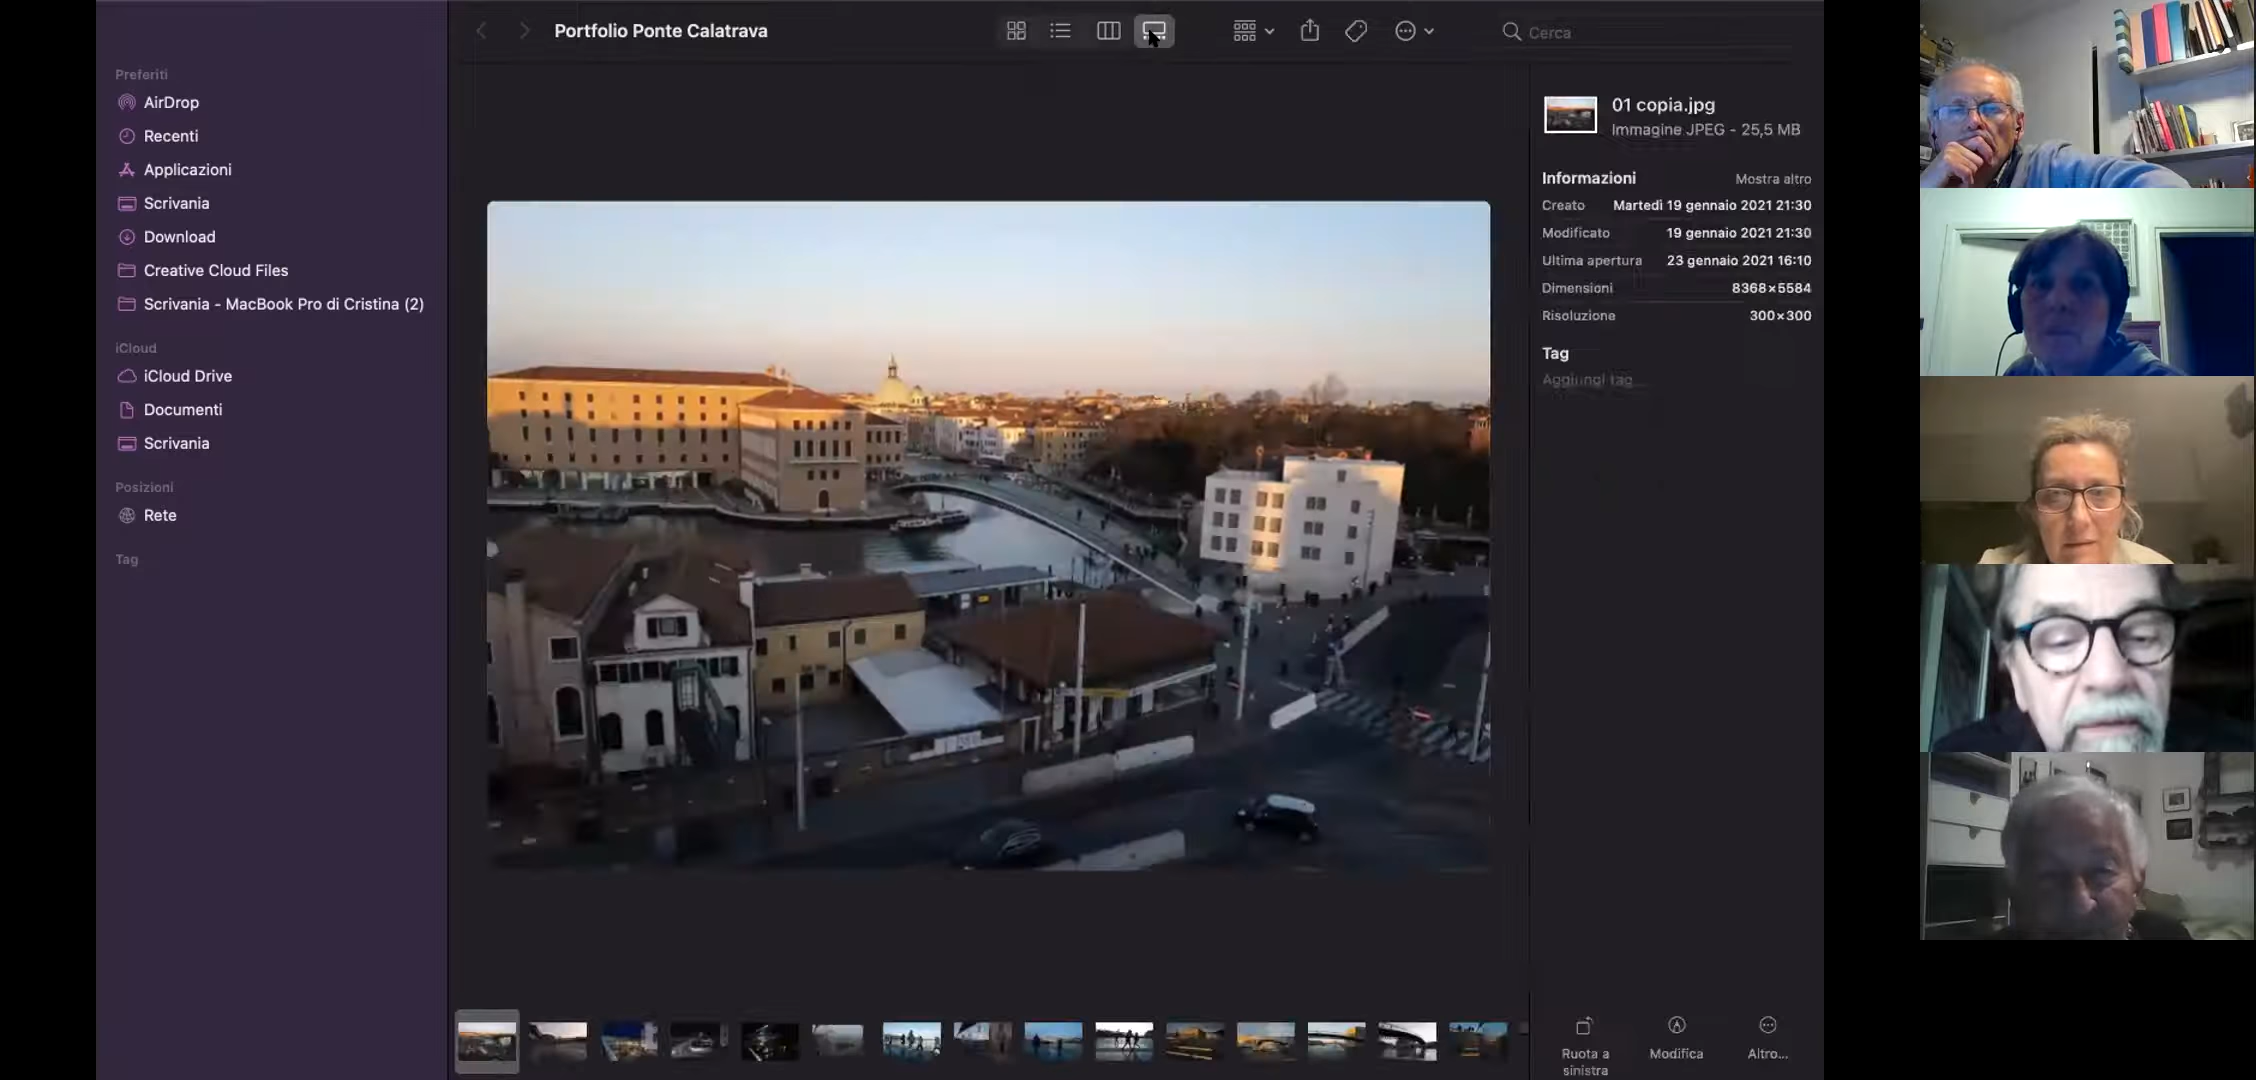 Portfolio Ponte Calatrava
Cerca
Preferiti
AirDrop
Recenti
Applicazioni
Scrivania
Download
Creative Cloud Files
Scrivania - MacBook Pro di Cristina (2)
iCloud
iCloud Drive
Documenti
Scrivania
Posizioni
Rete
Tag
01 copia.jpg
Immagine JPEG - 25,5 MB
Informazioni Mostra altro
Creato Martedì 19 gennaio 2021 21:30
Modificato 19 gennaio 2021 21:30
Ultima apertura 23 gennaio 2021 16:10
Dimensioni 8368×5584
Risoluzione 300×300
Tag
Aggiungi tag...
Ruota a sinistra
Modifica
Altro...